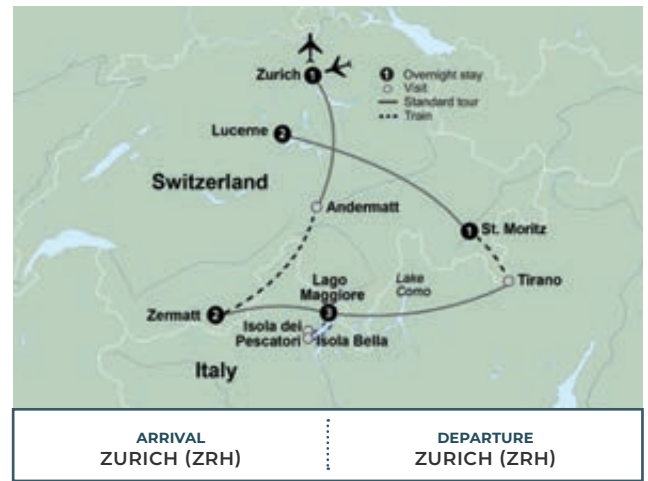 Zurich 1
1 Overnight stay
Visit
Standard tour
Train
Lucerne 2
Switzerland
Andermatt
1 St. Moritz
Lago
Maggiore
Lake
Como
Tirano
Zermatt 2
3
Isola dei
Pescatori
Isola Bella
Italy
ARRIVAL
ZURICH (ZRH)
DEPARTURE
ZURICH (ZRH)